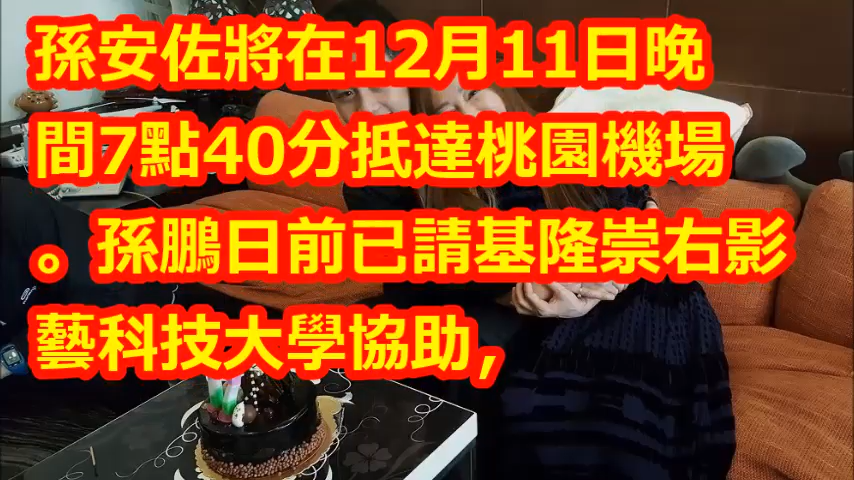 孫安佐將在12月11日晚
間7點40分抵達桃園機場
。孫鵬日前已請基隆崇右影
藝科技大學協助，